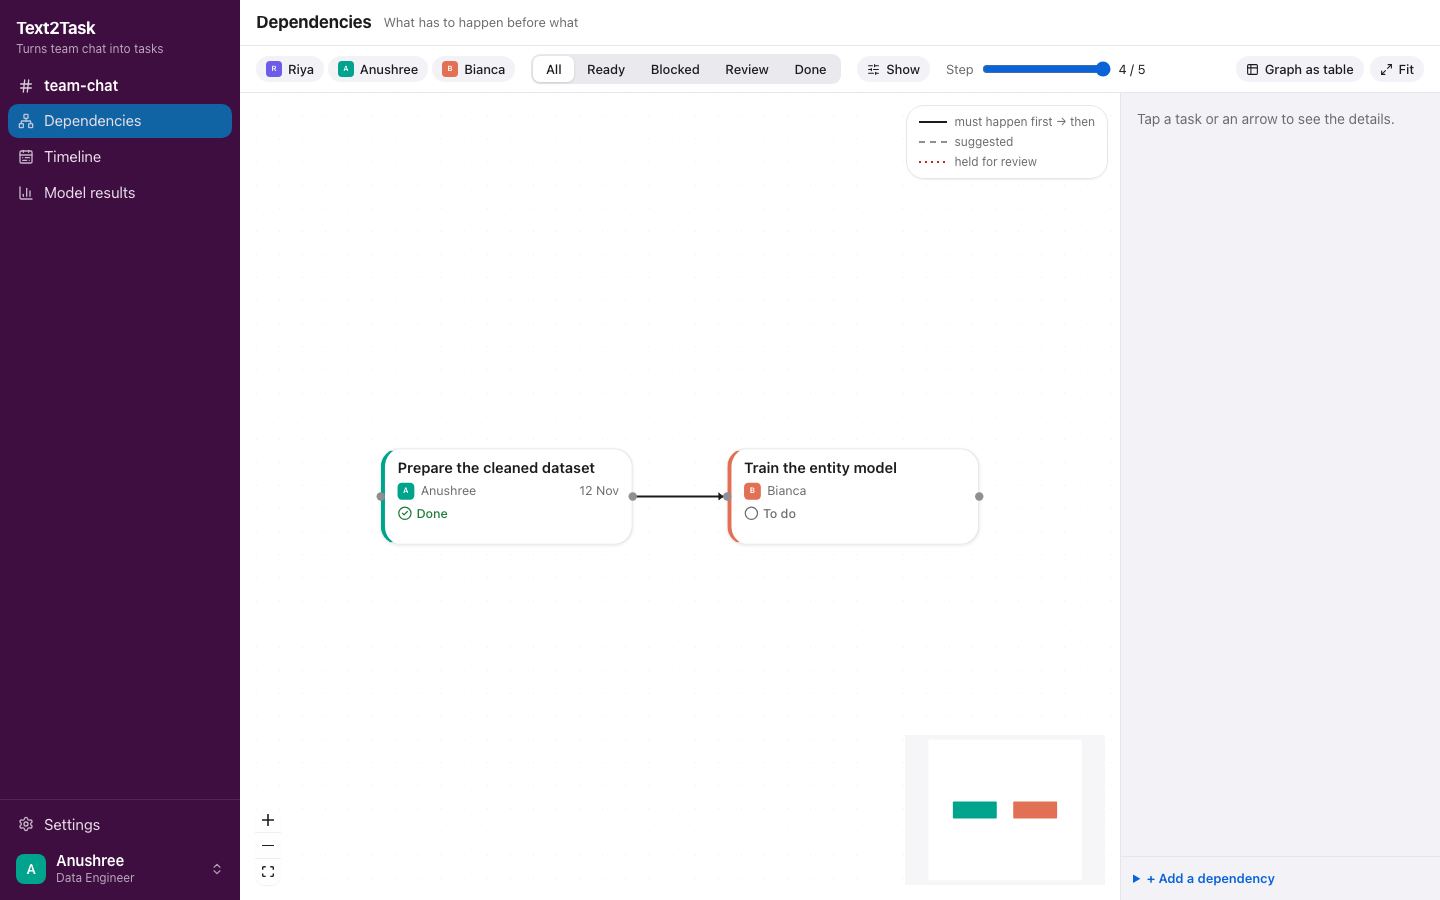 Text2Task
Turns team chat into tasks
team-chat
Dependencies
Timeline
Model results
Settings
A
Anushree
Data Engineer
Dependencies
What has to happen before what
R Riya
A Anushree
B Bianca
All
Ready
Blocked
Review
Done
Show
Step
4 / 5
Graph as table
Fit
must happen first → then
suggested
held for review
Prepare the cleaned dataset
A Anushree
12 Nov
Done
Train the entity model
B Bianca
To do
Tap a task or an arrow to see the details.
+ Add a dependency